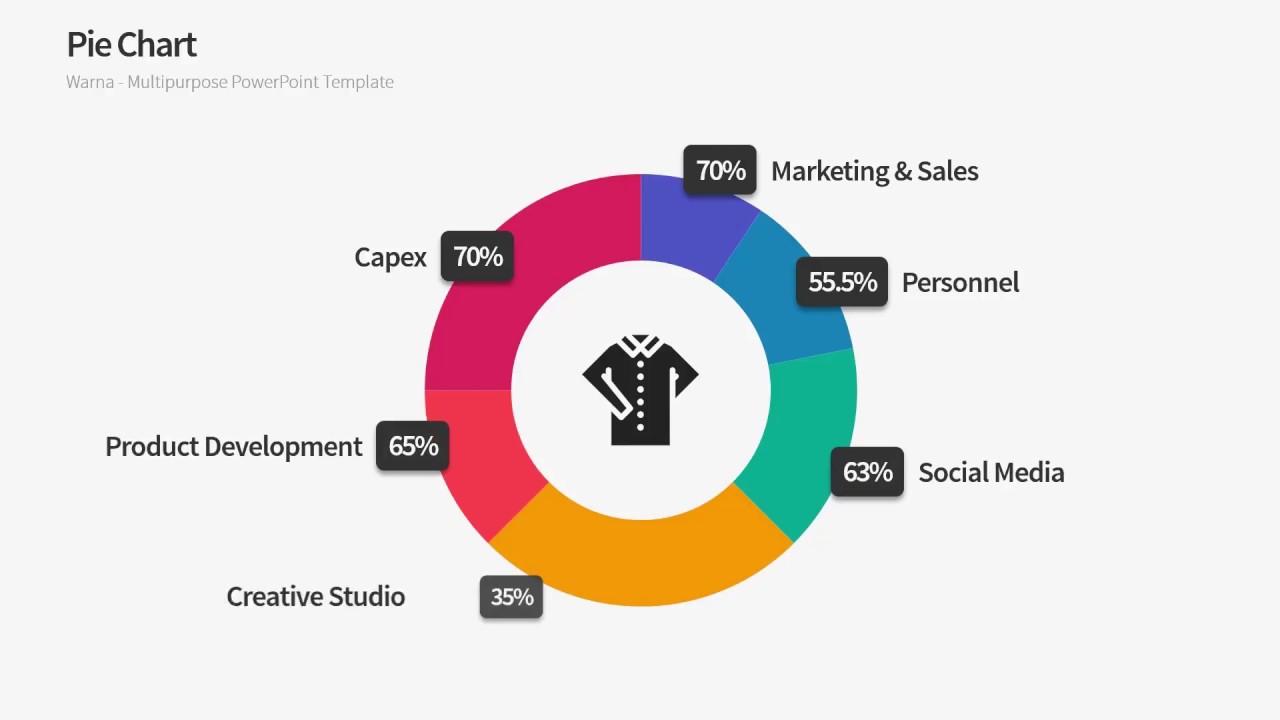 Pie Chart
Warna - Multipurpose PowerPoint Template
70% Marketing & Sales
Capex 70%
55.5% Personnel
Product Development 65%
63% Social Media
Creative Studio 35%